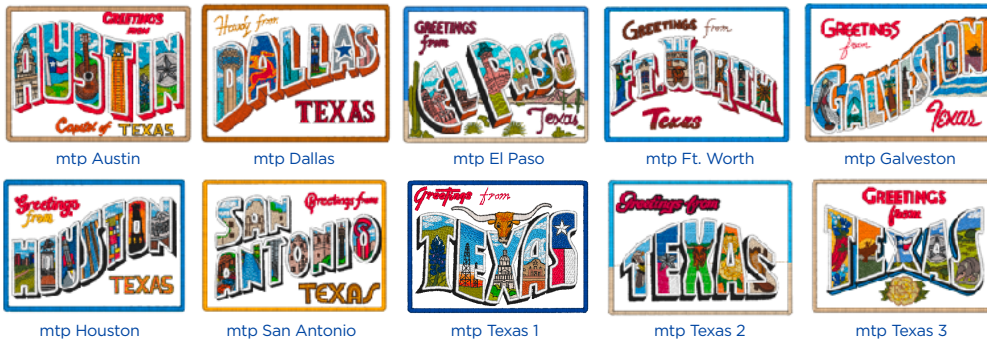 GREETINGS
FROM
AUSTIN
Capital of TEXAS
mtp Austin
Howdy from
DALLAS
TEXAS
mtp Dallas
GREETINGS
from
EL PASO
Texas
mtp El Paso
GREETINGS from
Ft. WORTH
Texas
mtp Ft. Worth
GREETINGS
from
GALVESTON
Texas
mtp Galveston
Greetings
from
HOUSTON
TEXAS
mtp Houston
Greetings from
SAN
ANTONIO
TEXAS
mtp San Antonio
Greetings from
TEXAS
mtp Texas 1
Greetings from
TEXAS
mtp Texas 2
GREETINGS
from
TEXAS
mtp Texas 3